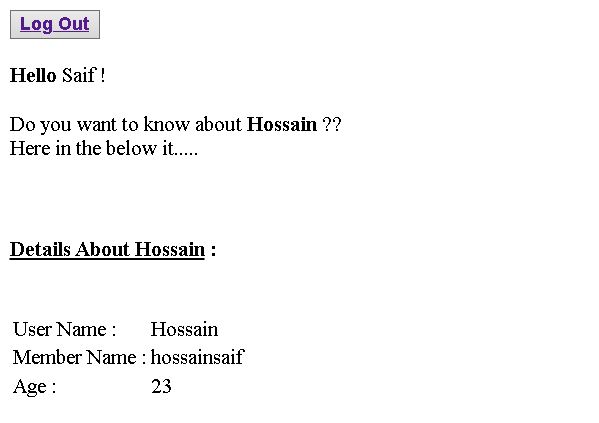 Log Out
Hello Saif !
Do you want to know about Hossain ??
Here in the below it.....
Details About Hossain :
User Name : Hossain
Member Name : hossainsaif
Age : 23